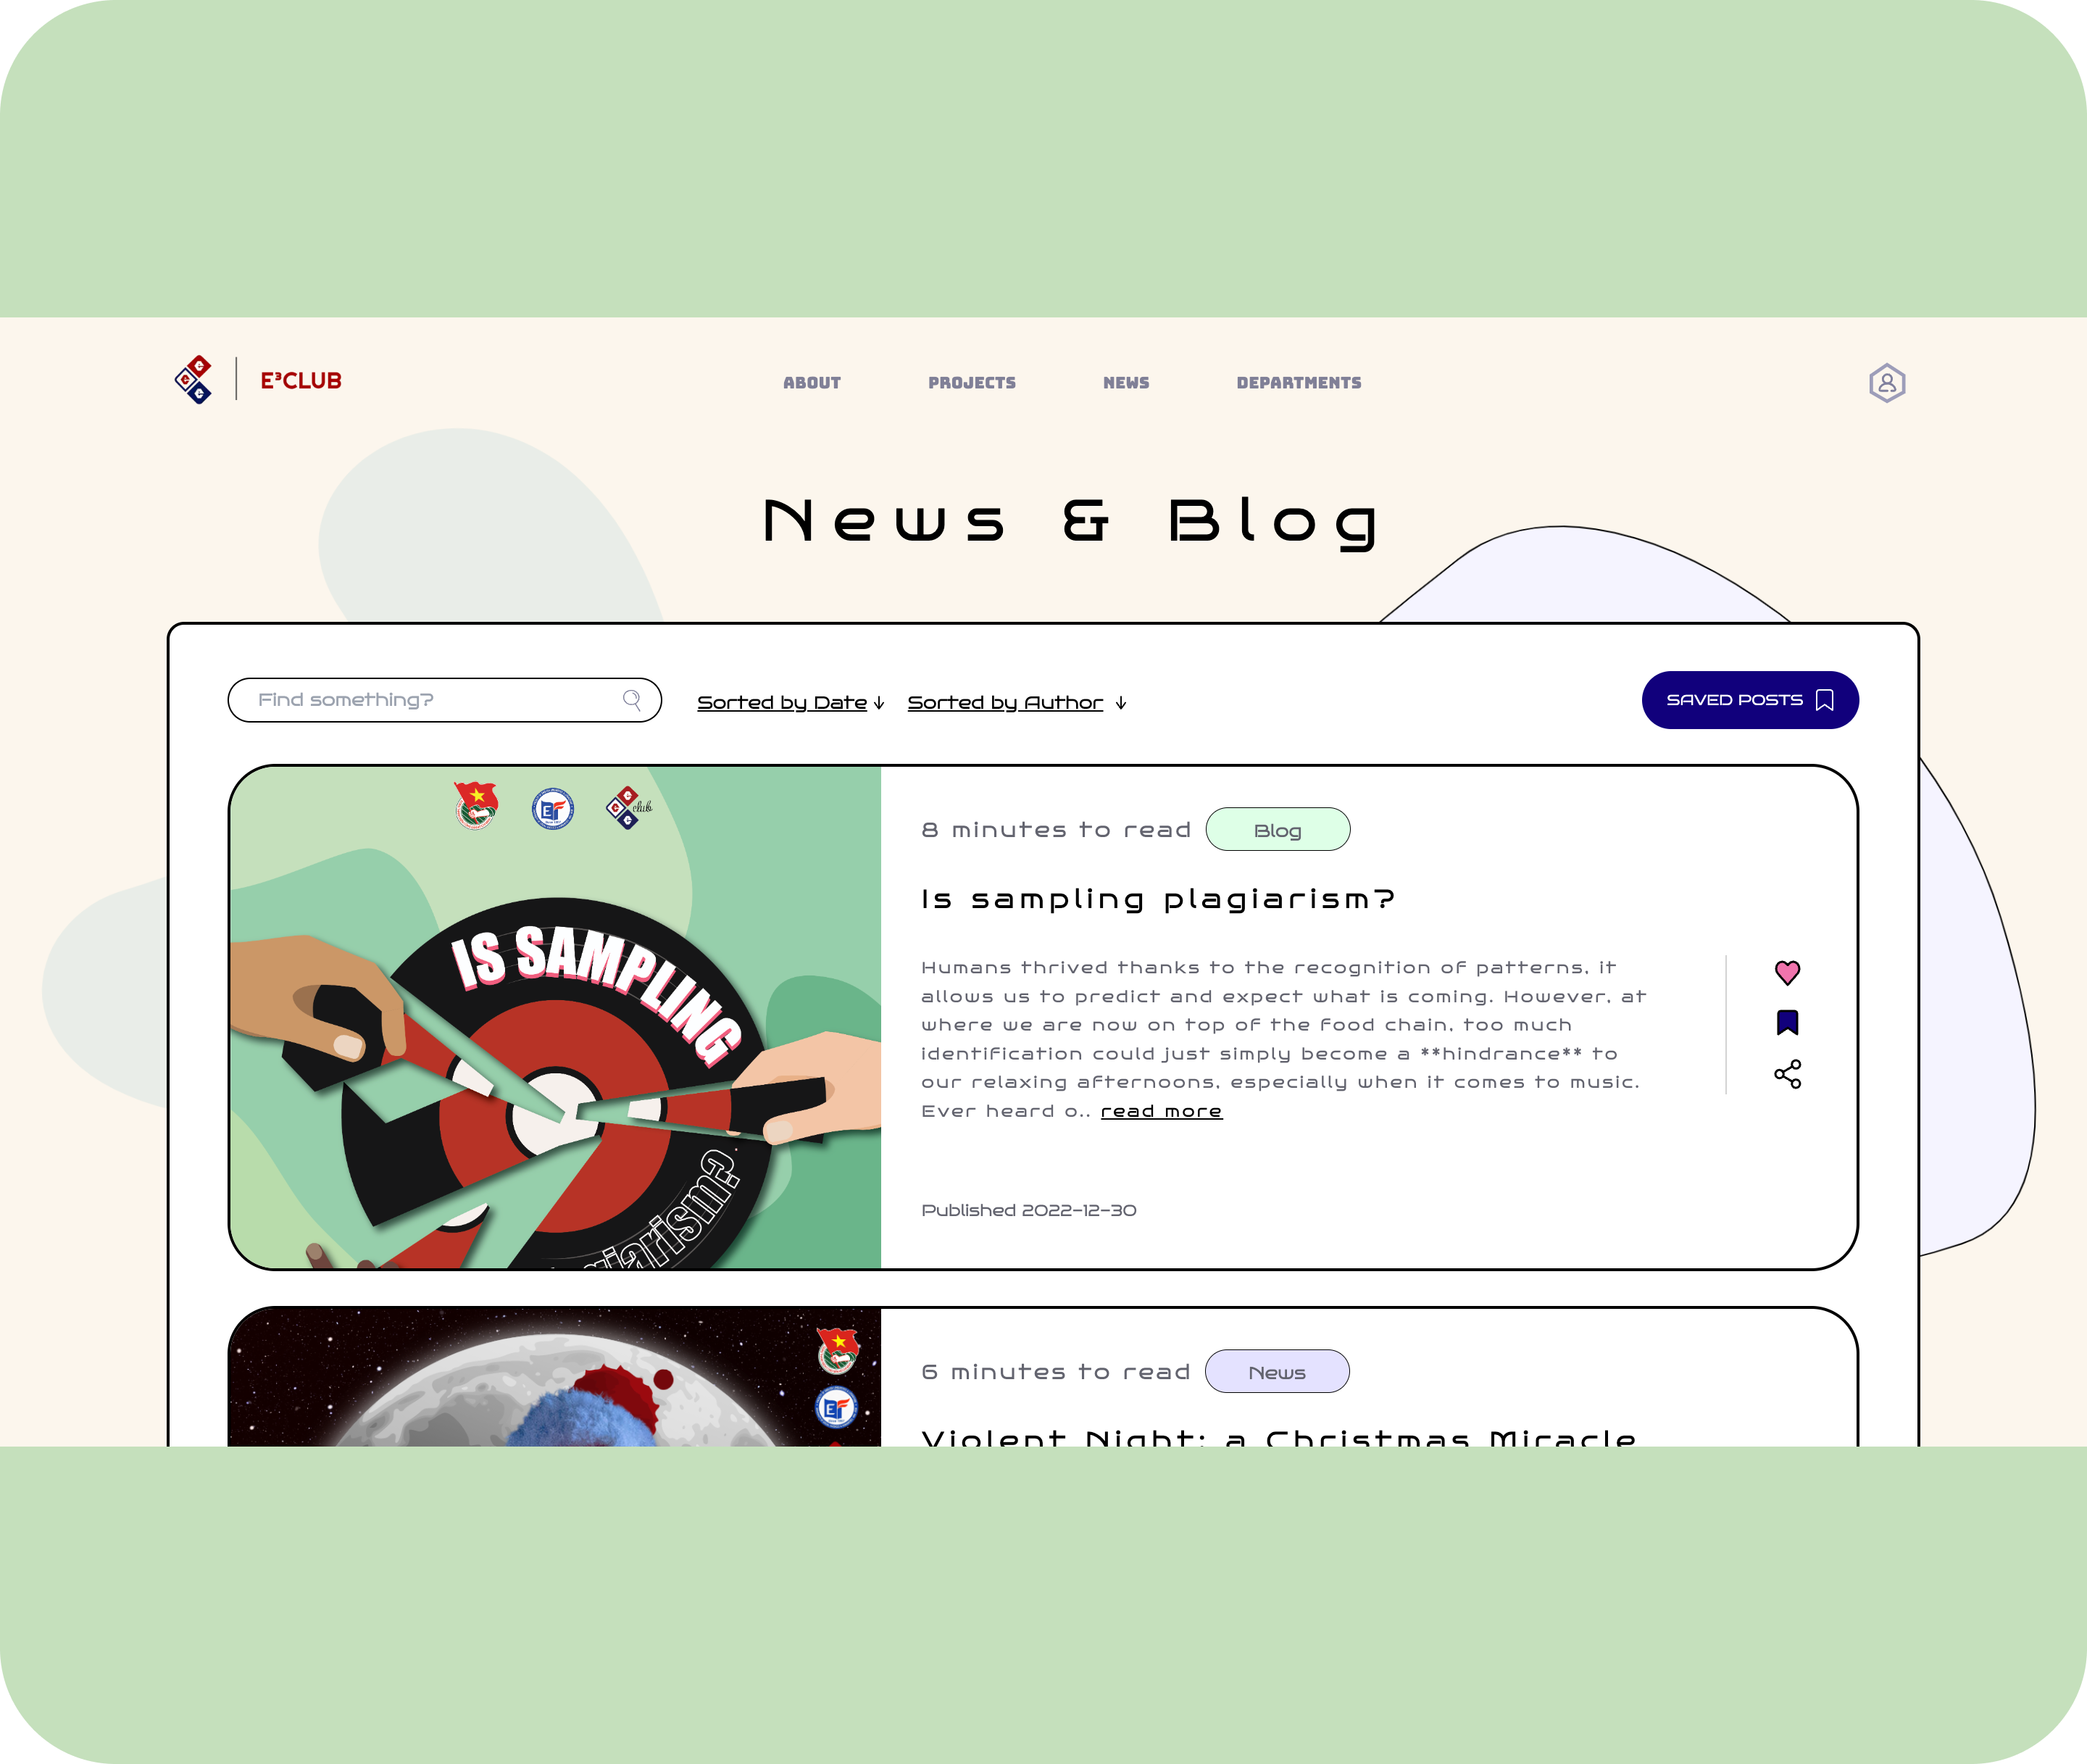 E³CLUB
ABOUT PROJECTS NEWS DEPARTMENTS
News & Blog
Find something?
Sorted by Date ↓ Sorted by Author ↓
SAVED POSTS
club
IS SAMPLING
8 minutes to read Blog
Is sampling plagiarism?
Humans thrived thanks to the recognition of patterns, it
allows us to predict and expect what is coming. However, at
where we are now on top of the food chain, too much
identification could just simply become a **hindrance** to
our relaxing afternoons, especially when it comes to music.
Ever heard o.. read more
Published 2022-12-30
6 minutes to read News
Violent Night: a Christmas Miracle